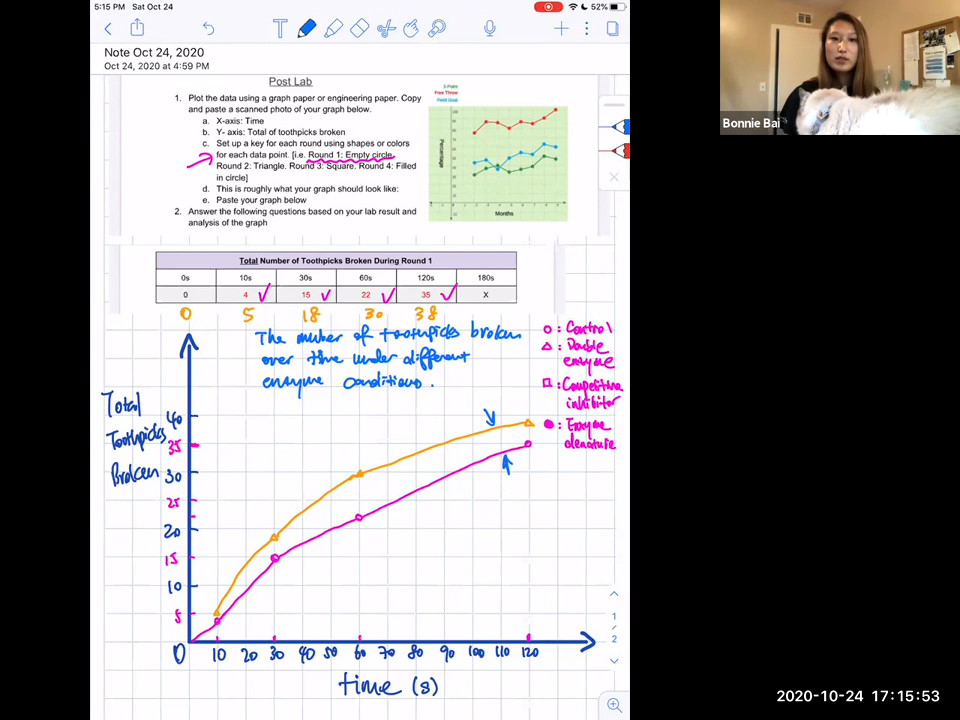 5:15 PM Sat Oct 24
52%
Note Oct 24, 2020
Oct 24, 2020 at 4:59 PM
Post Lab
1. Plot the data using a graph paper or engineering paper. Copy
and paste a scanned photo of your graph below.
a. X-axis: Time
b. Y- axis: Total of toothpicks broken
c. Set up a key for each round using shapes or colors
for each data point. [i.e. Round 1: Empty circle,
Round 2: Triangle. Round 3: Square. Round 4: Filled
in circle]
d. This is roughly what your graph should look like:
e. Paste your graph below
2. Answer the following questions based on your lab result and
analysis of the graph
Free Throw
Field Goal
Percentage
Months
Total Number of Toothpicks Broken During Round 1
0s 10s 30s 60s 120s 180s
0 4 15 22 35 X
0 5 18 30 38
The number of toothpicks broken
over time under different
enzyme conditions.
: Control
: Double
enzyme
: Competitive
inhibitor
: Enzyme
denature
Total
Toothpicks
Broken
40
35
30
25
20
15
10
5
0 10 20 30 40 50 60 70 80 90 100 110 120
time (s)
1
2
Bonnie Bai
2020-10-24 17:15:53